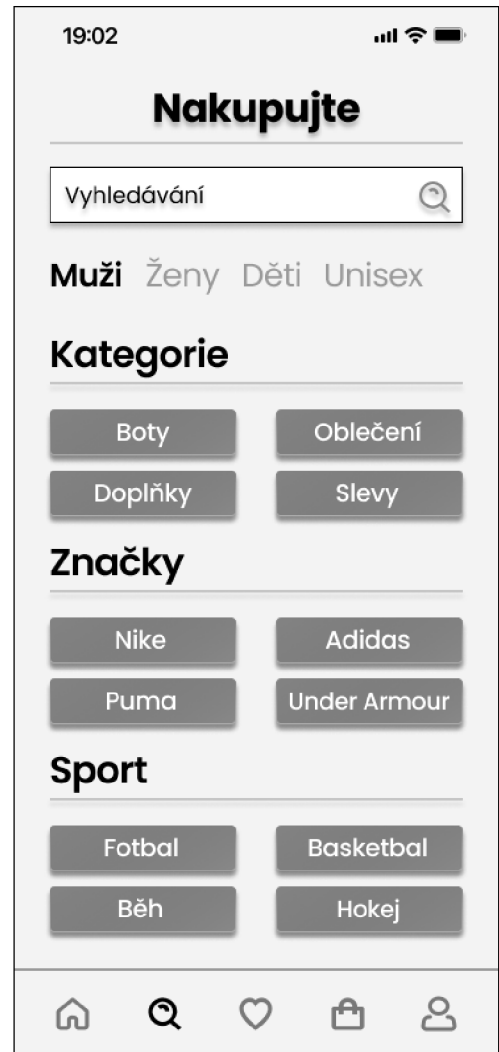 19:02
Nakupujte
Vyhledávání
Muži Ženy Děti Unisex
Kategorie
Boty Oblečení
Doplňky Slevy
Značky
Nike Adidas
Puma Under Armour
Sport
Fotbal Basketbal
Běh Hokej